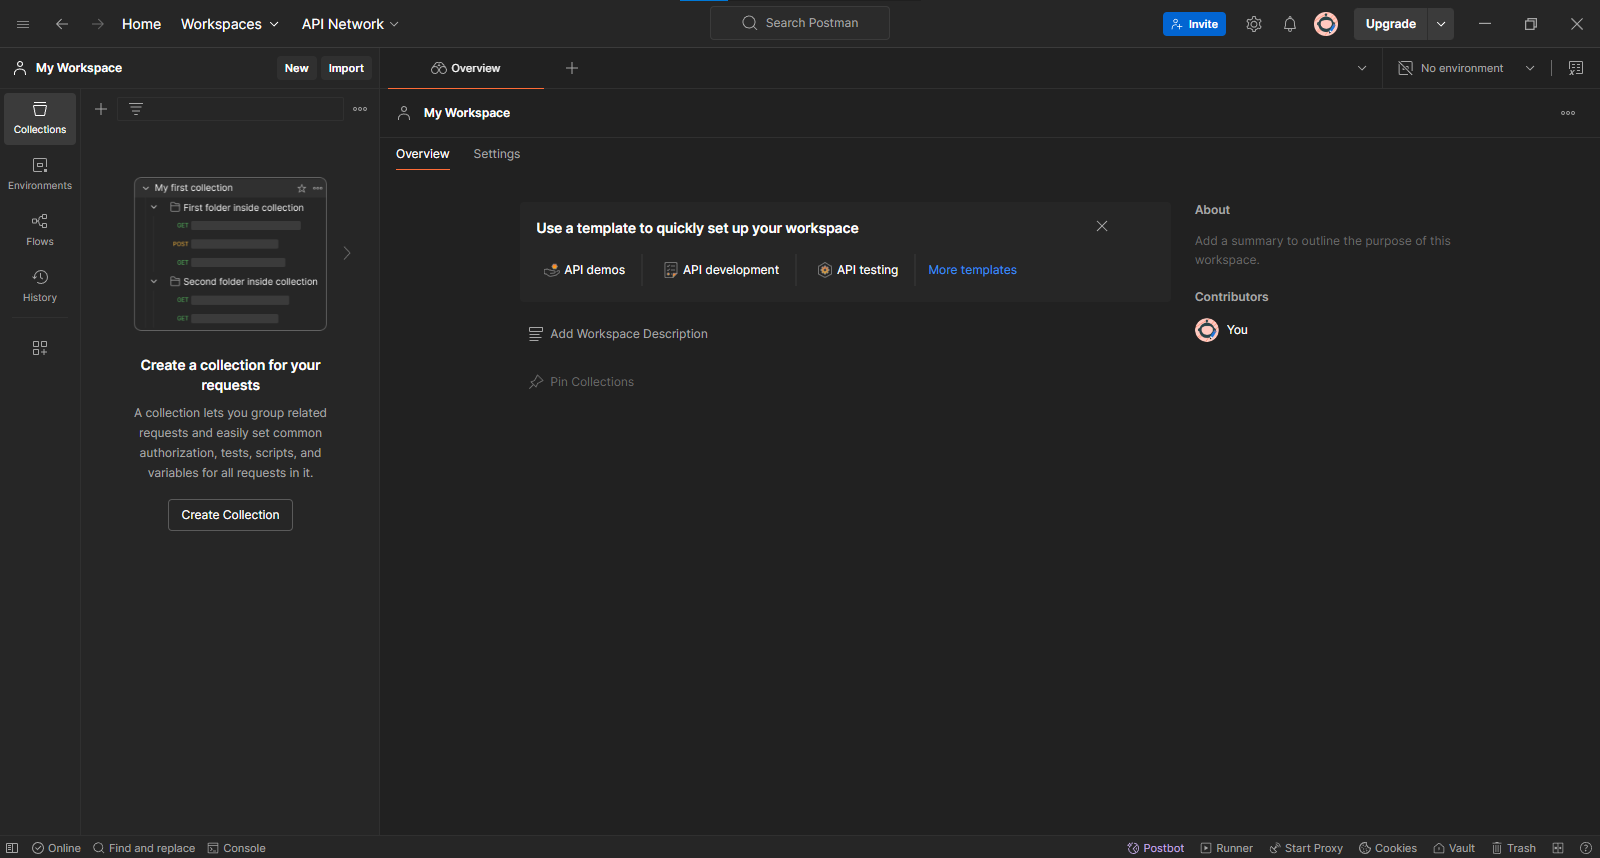 Home Workspaces API Network Search Postman Invite Upgrade
My Workspace New Import Overview No environment
Collections
Environments
Flows
History
My first collection
First folder inside collection
GET
POST
GET
Second folder inside collection
GET
GET
Create a collection for your
requests
A collection lets you group related
requests and easily set common
authorization, tests, scripts, and
variables for all requests in it.
Create Collection
My Workspace
Overview Settings
Use a template to quickly set up your workspace
API demos API development API testing More templates
Add Workspace Description
Pin Collections
About
Add a summary to outline the purpose of this
workspace.
Contributors
You
Online Find and replace Console Postbot Runner Start Proxy Cookies Vault Trash